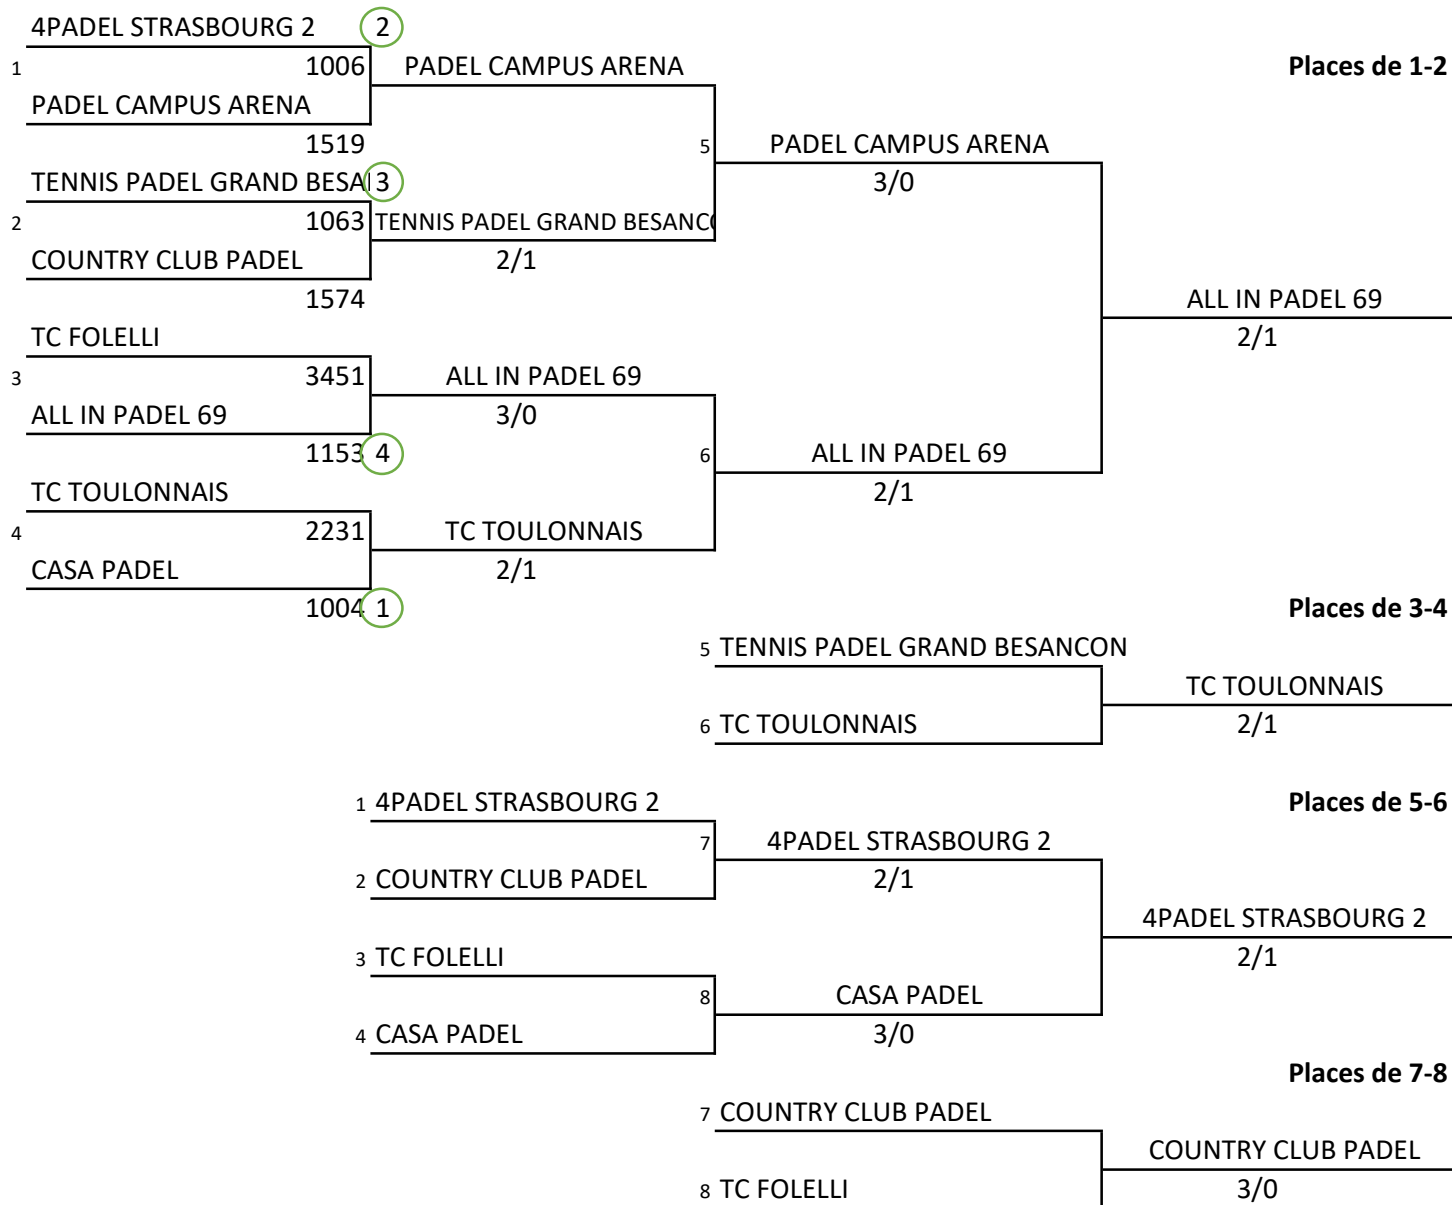 4PADEL STRASBOURG 2 2
1 1006 PADEL CAMPUS ARENA Places de 1-2
PADEL CAMPUS ARENA
1519 5 PADEL CAMPUS ARENA
TENNIS PADEL GRAND BESA 3 3/0
2 1063 TENNIS PADEL GRAND BESANC
COUNTRY CLUB PADEL 2/1
1574 ALL IN PADEL 69
TC FOLELLI 2/1
3 3451 ALL IN PADEL 69
ALL IN PADEL 69 3/0
1153 4 6 ALL IN PADEL 69
TC TOULONNAIS 2/1
4 2231 TC TOULONNAIS
CASA PADEL 2/1
1004 1 Places de 3-4
5 TENNIS PADEL GRAND BESANCON
TC TOULONNAIS
6 TC TOULONNAIS 2/1
1 4PADEL STRASBOURG 2 Places de 5-6
7 4PADEL STRASBOURG 2
2 COUNTRY CLUB PADEL 2/1
4PADEL STRASBOURG 2
3 TC FOLELLI 2/1
8 CASA PADEL
4 CASA PADEL 3/0
Places de 7-8
7 COUNTRY CLUB PADEL
COUNTRY CLUB PADEL
8 TC FOLELLI 3/0